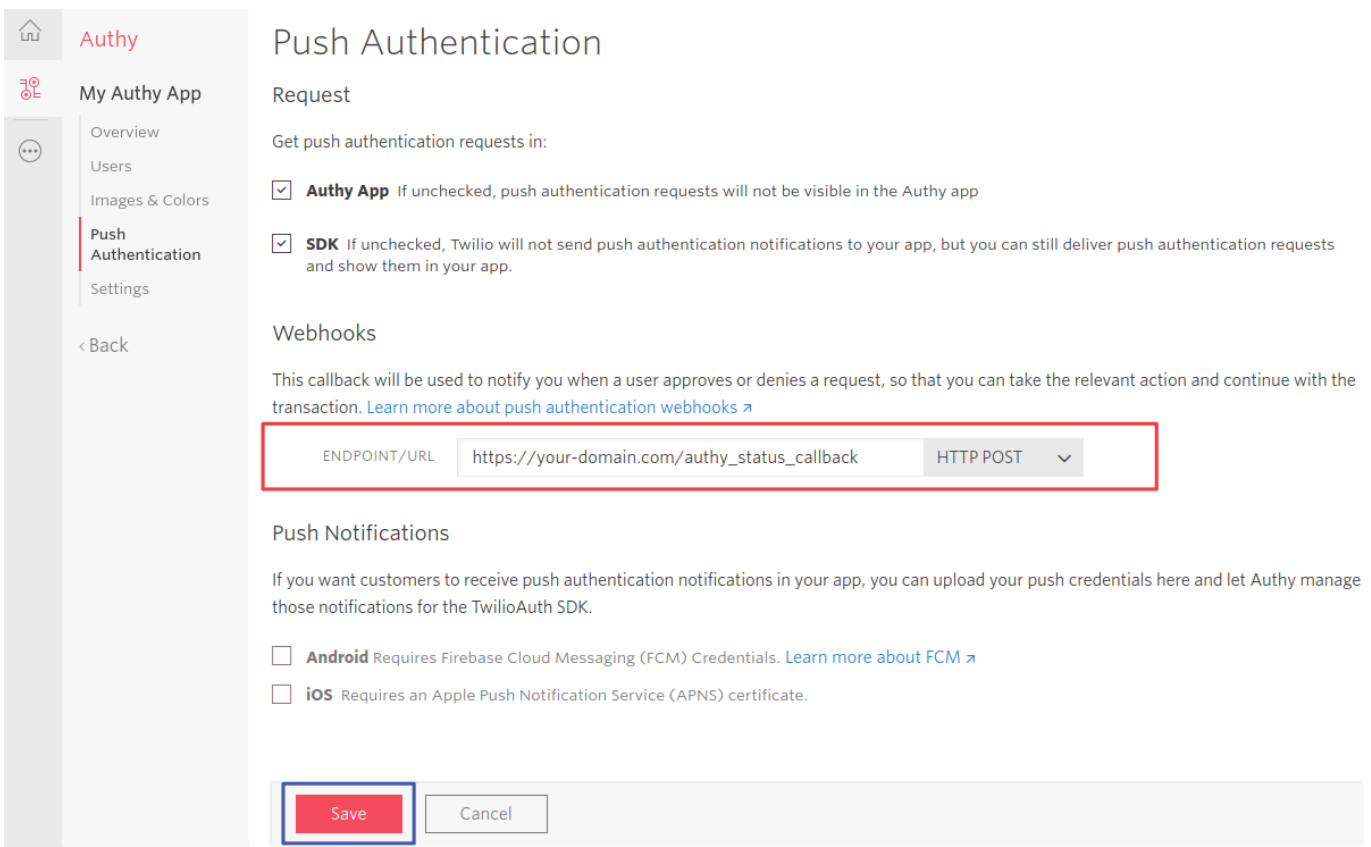 Authy
My Authy App
Overview
Users
Images & Colors
Push
Authentication
Settings
‹ Back
Push Authentication
Request
Get push authentication requests in:
Authy App If unchecked, push authentication requests will not be visible in the Authy app
SDK If unchecked, Twilio will not send push authentication notifications to your app, but you can still deliver push authentication requests
and show them in your app.
Webhooks
This callback will be used to notify you when a user approves or denies a request, so that you can take the relevant action and continue with the
transaction. Learn more about push authentication webhooks ↗
ENDPOINT/URL https://your-domain.com/authy_status_callback HTTP POST
Push Notifications
If you want customers to receive push authentication notifications in your app, you can upload your push credentials here and let Authy manage
those notifications for the TwilioAuth SDK.
Android Requires Firebase Cloud Messaging (FCM) Credentials. Learn more about FCM ↗
iOS Requires an Apple Push Notification Service (APNS) certificate.
Save Cancel